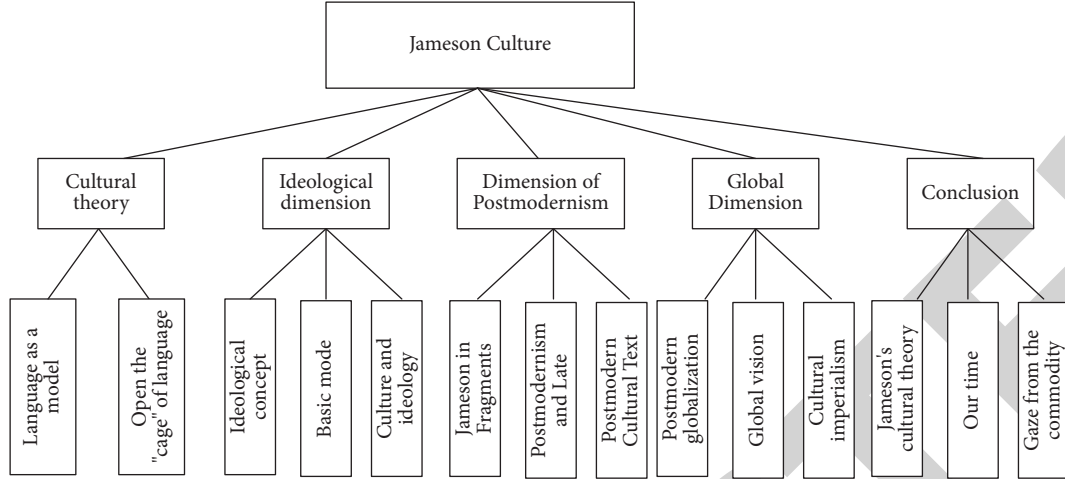 Jameson Culture
Cultural
theory
Ideological
dimension
Dimension of
Postmodernism
Global
Dimension
Conclusion
Language as a
model
Open the
"cage" of language
Ideological
concept
Basic mode
Culture and
ideology
Jameson in
Fragments
Postmodernism
and Late
Postmodern
Cultural Text
Postmodern
globalization
Global vision
Cultural
imperialism
Jameson's
cultural theory
Our time
Gaze from the
commodity